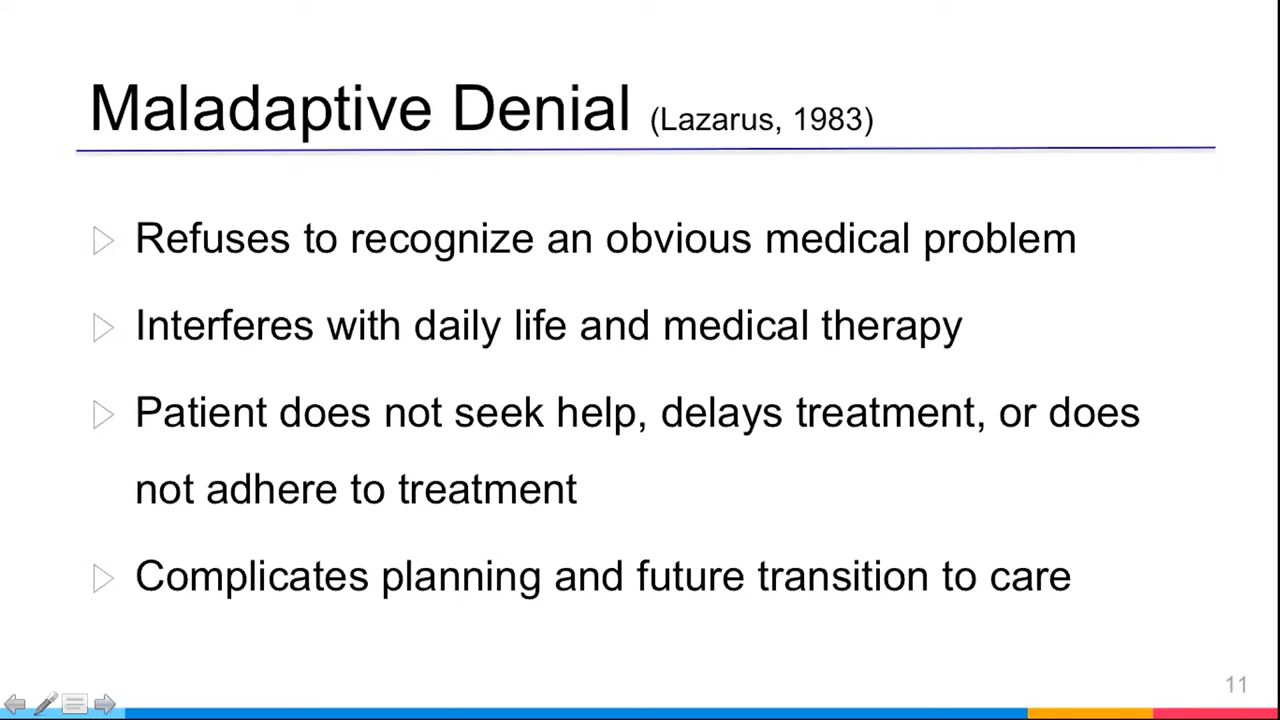 Maladaptive Denial (Lazarus, 1983)
Refuses to recognize an obvious medical problem
Interferes with daily life and medical therapy
Patient does not seek help, delays treatment, or does
not adhere to treatment
Complicates planning and future transition to care
11